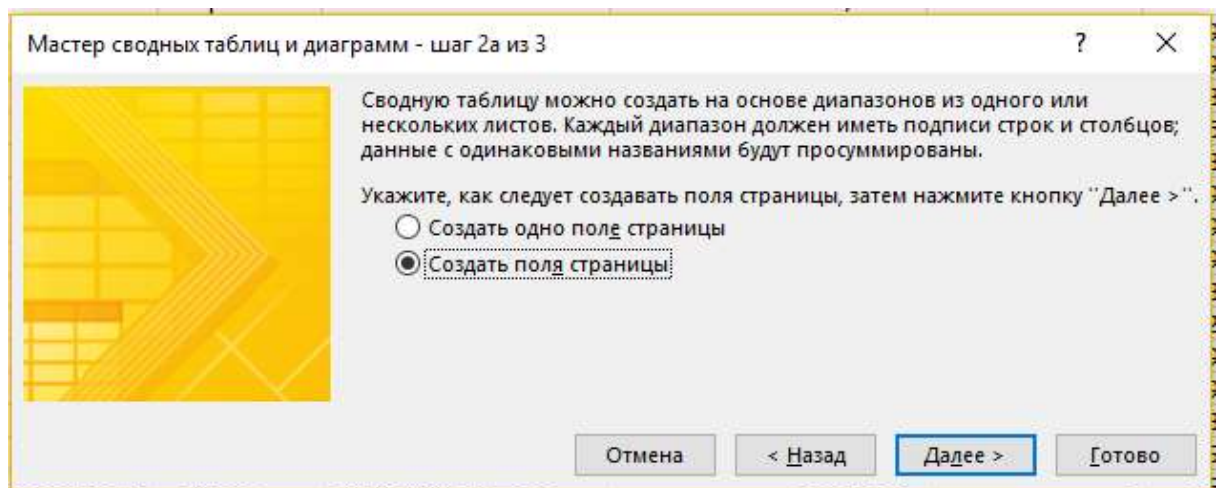 Мастер сводных таблиц и диаграмм - шаг 2а из 3
?
Сводную таблицу можно создать на основе диапазонов из одного или
нескольких листов. Каждый диапазон должен иметь подписи строк и столбцов;
данные с одинаковыми названиями будут просуммированы.
Укажите, как следует создавать поля страницы, затем нажмите кнопку "Далее >".
Создать одно поле страницы
Создать поля страницы
Отмена
< Назад
Далее >
Готово